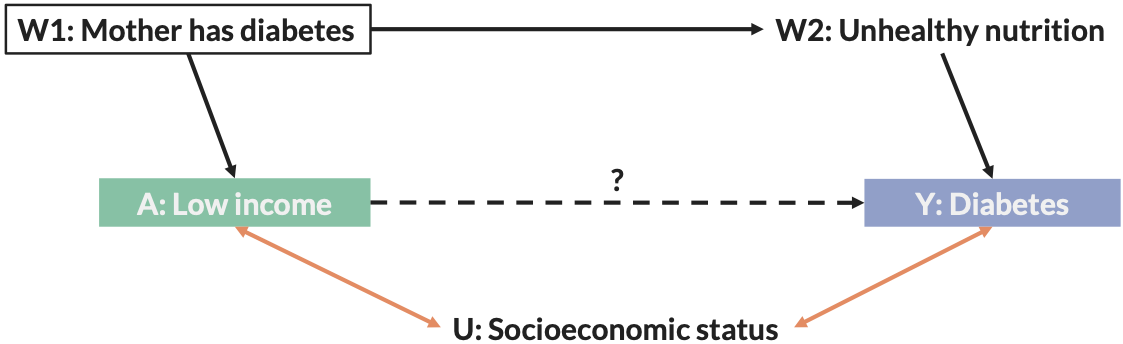 W1: Mother has diabetes
W2: Unhealthy nutrition
?
A: Low income
Y: Diabetes
U: Socioeconomic status